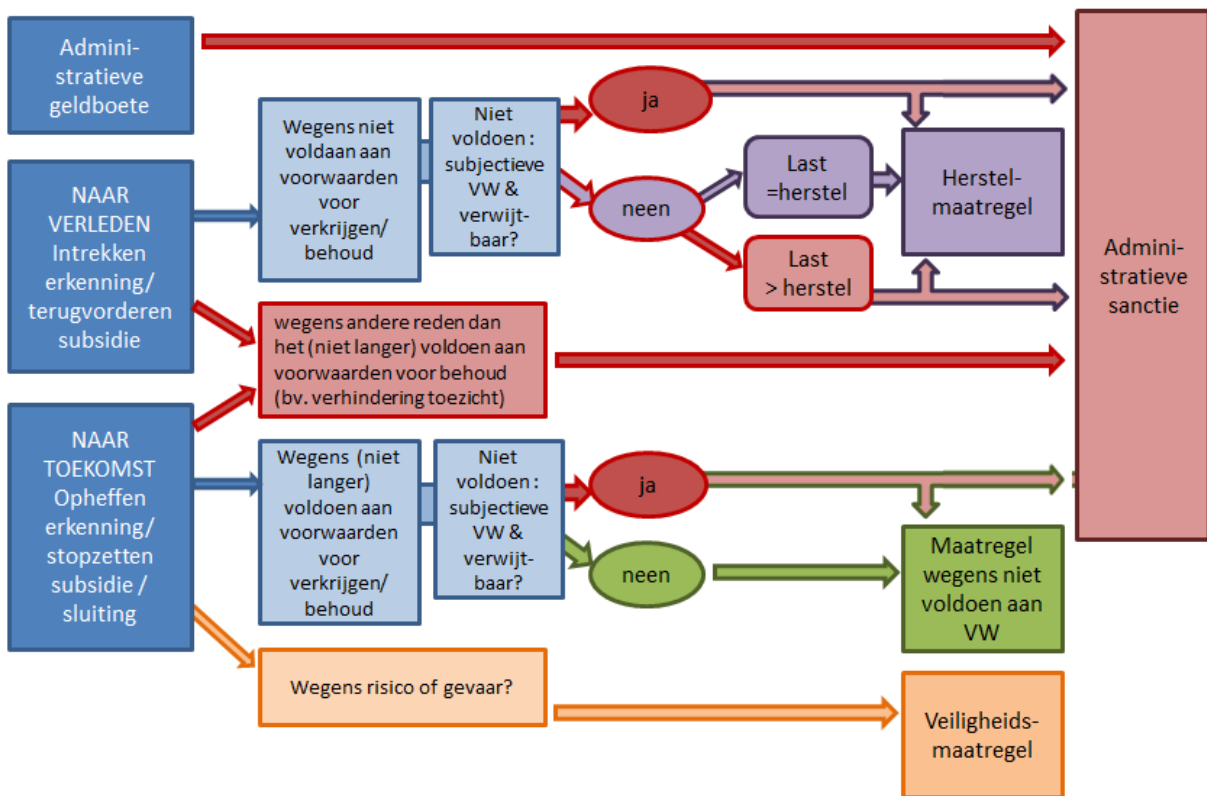 Admini-
stratieve
geldboete
NAAR
VERLEDEN
Intrekken
erkenning/
terugvorderen
subsidie
NAAR
TOEKOMST
Opheffen
erkenning/
stopzetten
subsidie /
sluiting
Wegens niet
voldaan aan
voorwaarden
voor
verkrijgen/
behoud
Niet
voldoen :
subjectieve
VW &
verwijt-
baar?
ja
neen
Last
=herstel
Last
> herstel
Herstel-
maatregel
wegens andere reden dan
het (niet langer) voldoen aan
voorwaarden voor behoud
(bv. verhindering toezicht)
Wegens (niet
langer)
voldoen aan
voorwaarden
voor
verkrijgen/
behoud
Niet
voldoen :
subjectieve
VW &
verwijt-
baar?
ja
neen
Maatregel
wegens niet
voldoen aan
VW
Wegens risico of gevaar?
Veiligheids-
maatregel
Admini-
stratieve
sanctie